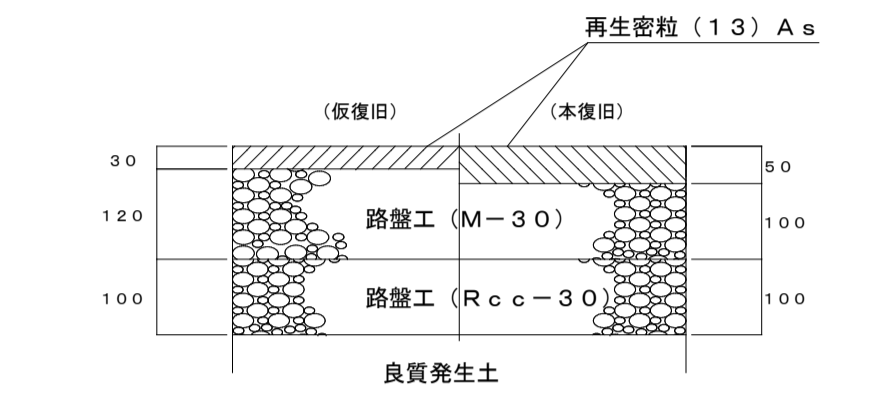 再生密粒（１３）Ａｓ
（仮復旧）
（本復旧）
３０
５０
１２０
路盤工（Ｍ－３０）
１００
１００
路盤工（Ｒｃｃ－３０）
１００
良質発生土